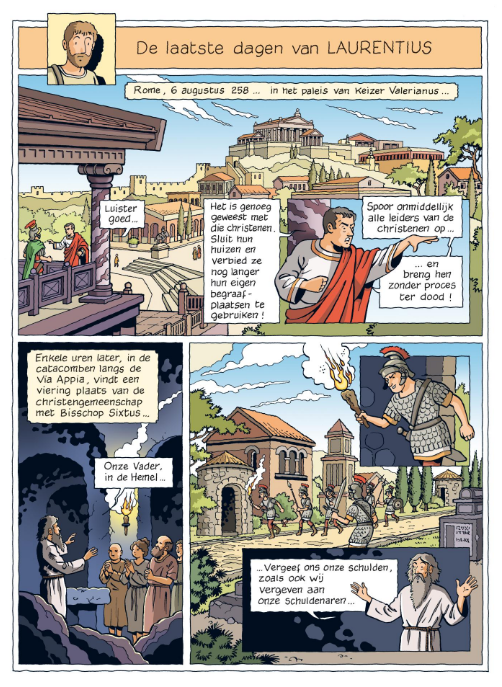 De laatste dagen van LAURENTIUS
Rome, 6 augustus 258 ... in het paleis van Keizer Valerianus ...
Luister
goed ...
Het is genoeg
geweest met
die christenen.
Sluit hun
huizen en
verbied ze
nog langer
hun eigen
begraaf-
plaatsen te
gebruiken !
Spoor onmiddellijk
alle leiders van de
christenen op ...
... en
breng hen
zonder proces
ter dood !
Enkele uren later, in de
catacomben langs de
Via Appia, vindt een
viering plaats van de
christengemeenschap
met Bisschop Sixtus ...
Onze Vader,
in de Hemel ...
... Vergeef ons onze schulden,
zoals ook wij
vergeven aan
onze schuldenaren ...